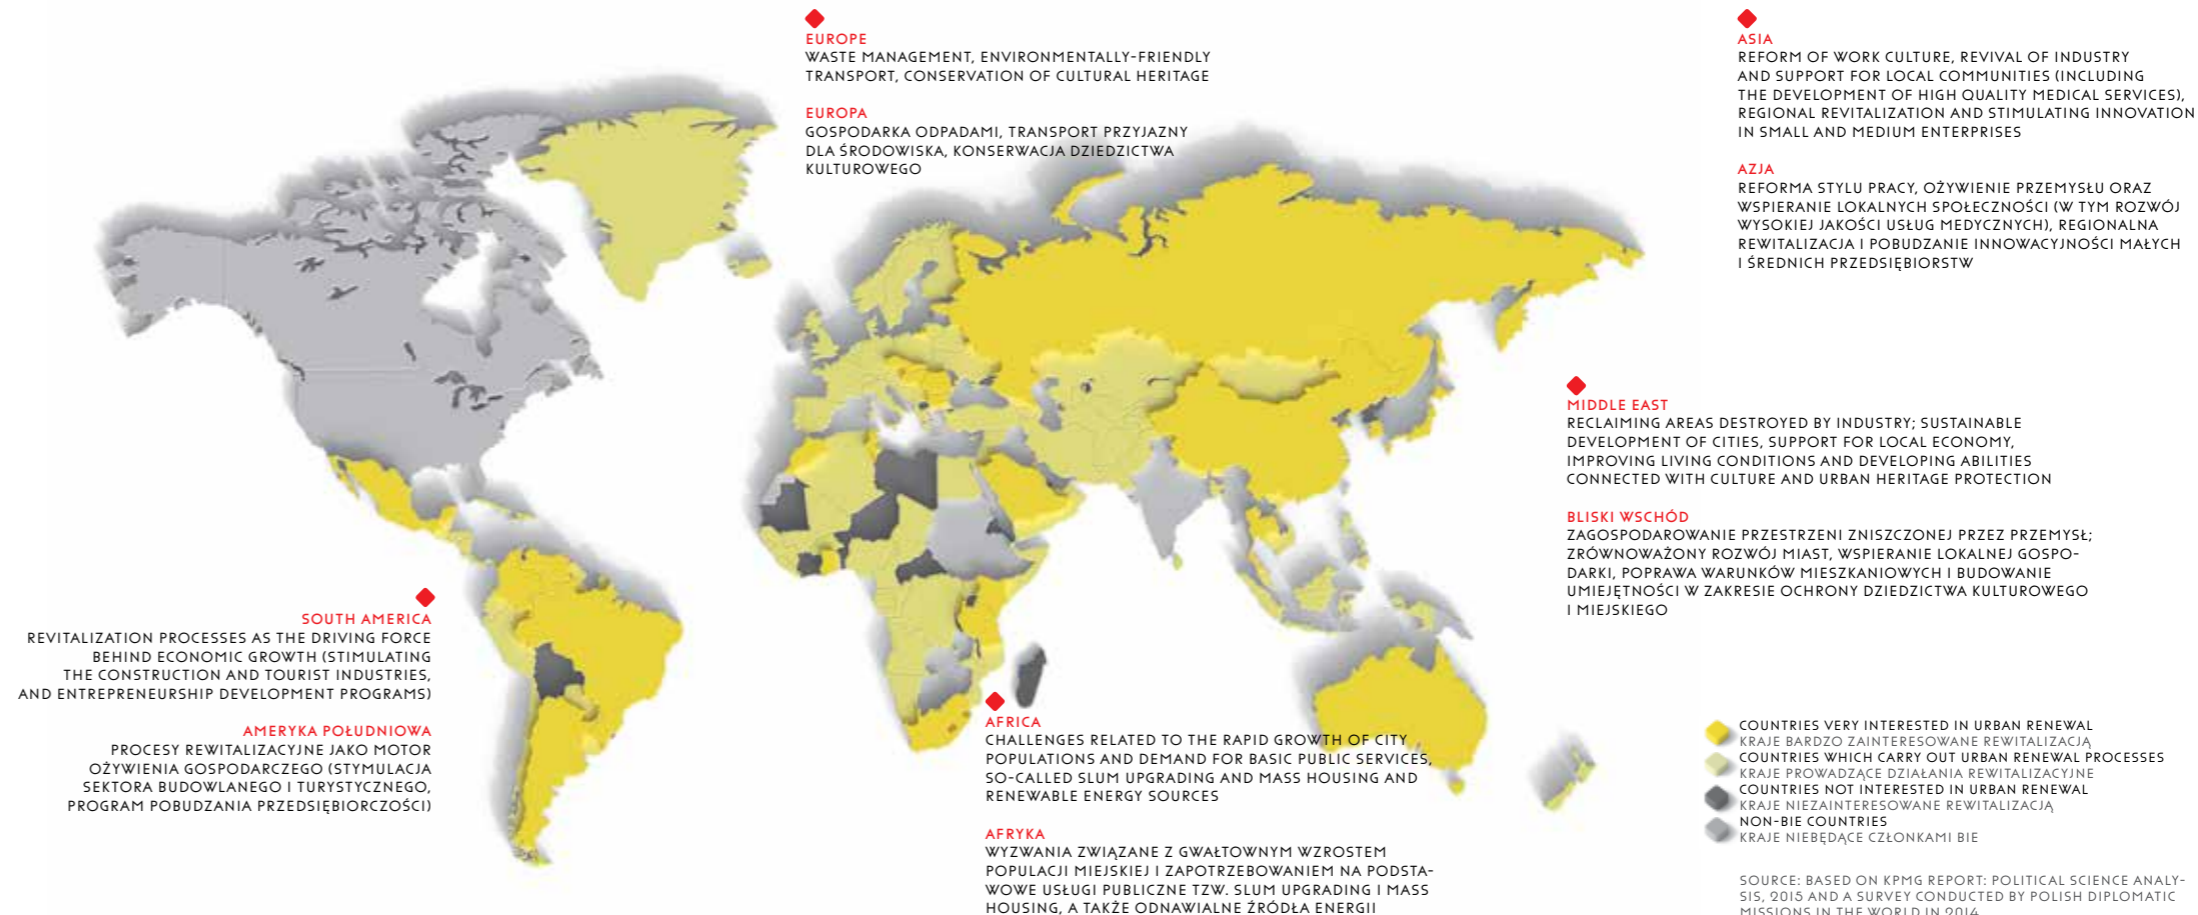 EUROPE
WASTE MANAGEMENT, ENVIRONMENTALLY-FRIENDLY
TRANSPORT, CONSERVATION OF CULTURAL HERITAGE
EUROPA
GOSPODARKA ODPADAMI, TRANSPORT PRZYJAZNY
DLA ŚRODOWISKA, KONSERWACJA DZIEDZICTWA
KULTUROWEGO
ASIA
REFORM OF WORK CULTURE, REVIVAL OF INDUSTRY
AND SUPPORT FOR LOCAL COMMUNITIES (INCLUDING
THE DEVELOPMENT OF HIGH QUALITY MEDICAL SERVICES),
REGIONAL REVITALIZATION AND STIMULATING INNOVATION
IN SMALL AND MEDIUM ENTERPRISES
AZJA
REFORMA STYLU PRACY, OŻYWIENIE PRZEMYSŁU ORAZ
WSPIERANIE LOKALNYCH SPOŁECZNOŚCI (W TYM ROZWÓJ
WYSOKIEJ JAKOŚCI USŁUG MEDYCZNYCH), REGIONALNA
REWITALIZACJA I POBUDZANIE INNOWACYJNOŚCI MAŁYCH
I ŚREDNICH PRZEDSIĘBIORSTW
MIDDLE EAST
RECLAIMING AREAS DESTROYED BY INDUSTRY; SUSTAINABLE
DEVELOPMENT OF CITIES, SUPPORT FOR LOCAL ECONOMY,
IMPROVING LIVING CONDITIONS AND DEVELOPING ABILITIES
CONNECTED WITH CULTURE AND URBAN HERITAGE PROTECTION
BLISKI WSCHÓD
ZAGOSPODAROWANIE PRZESTRZENI ZNISZCZONEJ PRZEZ PRZEMYSŁ;
ZRÓWNOWAŻONY ROZWÓJ MIAST, WSPIERANIE LOKALNEJ GOSPO-
DARKI, POPRAWA WARUNKÓW MIESZKANIOWYCH I BUDOWANIE
UMIEJĘTNOŚCI W ZAKRESIE OCHRONY DZIEDZICTWA KULTUROWEGO
I MIEJSKIEGO
SOUTH AMERICA
REVITALIZATION PROCESSES AS THE DRIVING FORCE
BEHIND ECONOMIC GROWTH (STIMULATING
THE CONSTRUCTION AND TOURIST INDUSTRIES,
AND ENTREPRENEURSHIP DEVELOPMENT PROGRAMS)
AMERYKA POŁUDNIOWA
PROCESY REWITALIZACYJNE JAKO MOTOR
OŻYWIENIA GOSPODARCZEGO (STYMULACJA
SEKTORA BUDOWLANEGO I TURYSTYCZNEGO,
PROGRAM POBUDZANIA PRZEDSIĘBIORCZOŚCI)
AFRICA
CHALLENGES RELATED TO THE RAPID GROWTH OF CITY
POPULATIONS AND DEMAND FOR BASIC PUBLIC SERVICES,
SO-CALLED SLUM UPGRADING AND MASS HOUSING AND
RENEWABLE ENERGY SOURCES
AFRYKA
WYZWANIA ZWIĄZANE Z GWAŁTOWNYM WZROSTEM
POPULACJI MIEJSKIEJ I ZAPOTRZEBOWANIEM NA PODSTA-
WOWE USŁUGI PUBLICZNE TZW. SLUM UPGRADING I MASS
HOUSING, A TAKŻE ODNAWIALNE ŹRÓDŁA ENERGII
COUNTRIES VERY INTERESTED IN URBAN RENEWAL
KRAJE BARDZO ZAINTERESOWANE REWITALIZACJĄ
COUNTRIES WHICH CARRY OUT URBAN RENEWAL PROCESSES
KRAJE PROWADZĄCE DZIAŁANIA REWITALIZACYJNE
COUNTRIES NOT INTERESTED IN URBAN RENEWAL
KRAJE NIEZAINTERESOWANE REWITALIZACJĄ
NON-BIE COUNTRIES
KRAJE NIEBĘDĄCE CZŁONKAMI BIE
SOURCE: BASED ON KPMG REPORT: POLITICAL SCIENCE ANALY-
SIS, 2015 AND A SURVEY CONDUCTED BY POLISH DIPLOMATIC
MISSIONS IN THE WORLD IN 2014